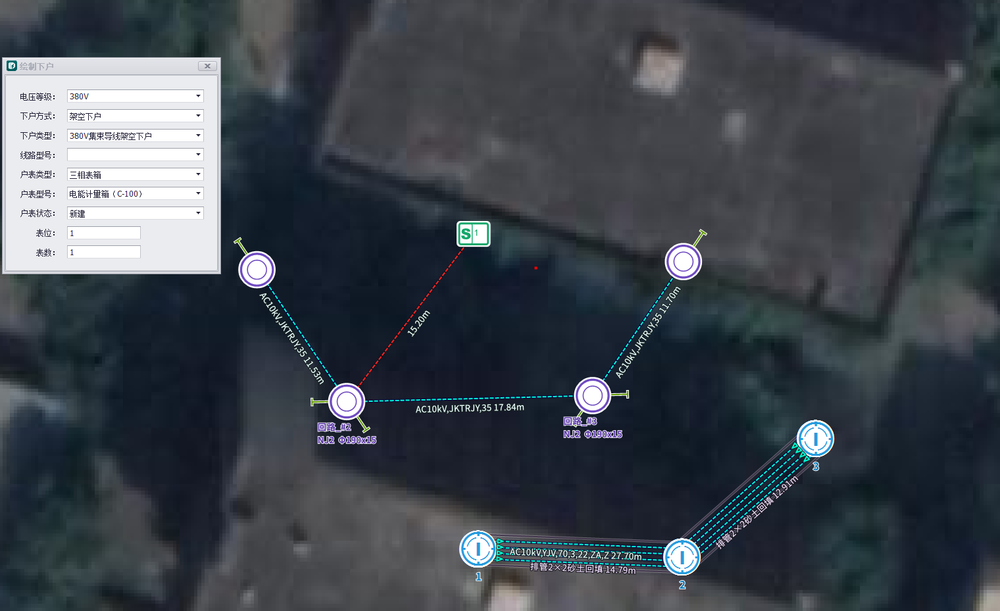 绘制下户
电压等级： 380V
下户方式： 架空下户
下户类型： 380V集束导线架空下户
线路型号：
户表类型： 三相表箱
户表型号： 电能计量箱（C-100）
户表状态： 新建
表位： 1
表数： 1
S 1
AC10kV,JKTRJY,35 11.53m
15.20m
AC10kV,JKTRJY,35 11.70m
AC10kV,JKTRJY,35 17.84m
回路_#2
NJ2 Φ190x15
回路_#3
NJ2 Φ190x15
3
排管2×2砂土回填 12.91m
AC10kV,YJV,70,3,22,ZA,Z 27.70m
排管2×2砂土回填 14.79m
1
2